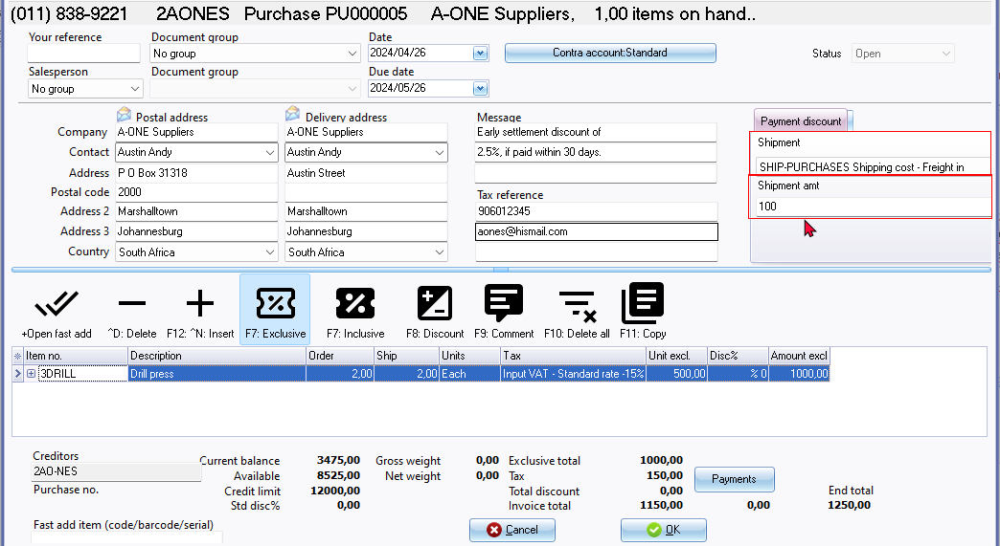 (011) 838-9221 2AONES Purchase PU000005 A-ONE Suppliers, 1,00 items on hand..
Your reference Document group Date
No group 2024/04/26 Contra account:Standard Status Open
Salesperson Document group Due date
No group 2024/05/26
Postal address Delivery address Message Payment discount
Company A-ONE Suppliers A-ONE Suppliers Early settlement discount of
Shipment
Contact Austin Andy Austin Andy 2.5%, if paid within 30 days.
SHIP-PURCHASES Shipping cost - Freight in
Address P O Box 31318 Austin Street
Shipment amt
Postal code 2000 Tax reference
100
Address 2 Marshalltown Marshalltown 906012345
Address 3 Johannesburg Johannesburg aones@hismail.com
Country South Africa South Africa
+Open fast add ^D: Delete F12: ^N: Insert F7: Exclusive F7: Inclusive F8: Discount F9: Comment F10: Delete all F11: Copy
Item no. Description Order Ship Units Tax Unit excl. Disc% Amount excl
3DRILL Drill press 2,00 2,00 Each Input VAT - Standard rate -15% 500,00 % 0 1000,00
Creditors Current balance 3475,00 Gross weight 0,00 Exclusive total 1000,00
2AO-NES Available 8525,00 Net weight 0,00 Tax 150,00 Payments
Purchase no. Credit limit 12000,00 Total discount 0,00 End total
Std disc% 0,00 Invoice total 1150,00 0,00 1250,00
Fast add item (code/barcode/serial) Cancel OK